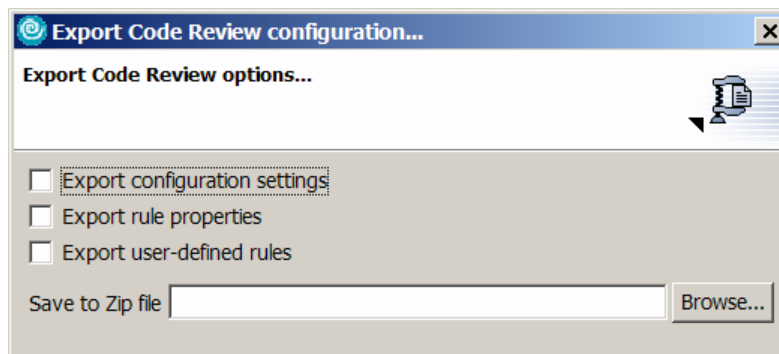 Export Code Review configuration...
Export Code Review options...
Export configuration settings
Export rule properties
Export user-defined rules
Save to Zip file Browse...